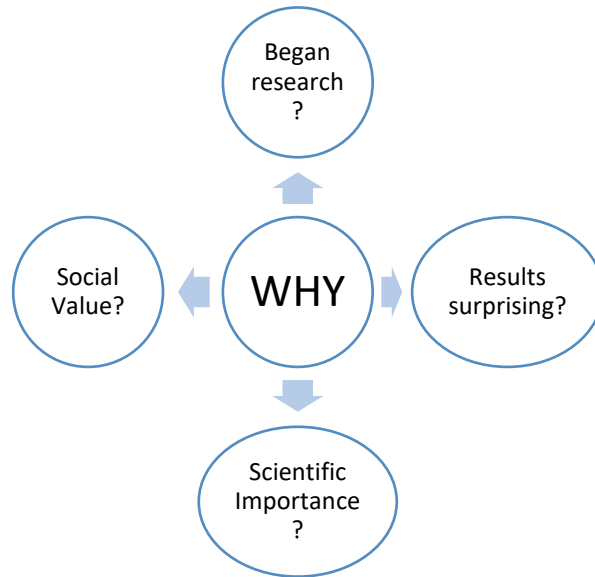 Began
research
?
Social
Value?
WHY
Results
surprising?
Scientific
Importance
?